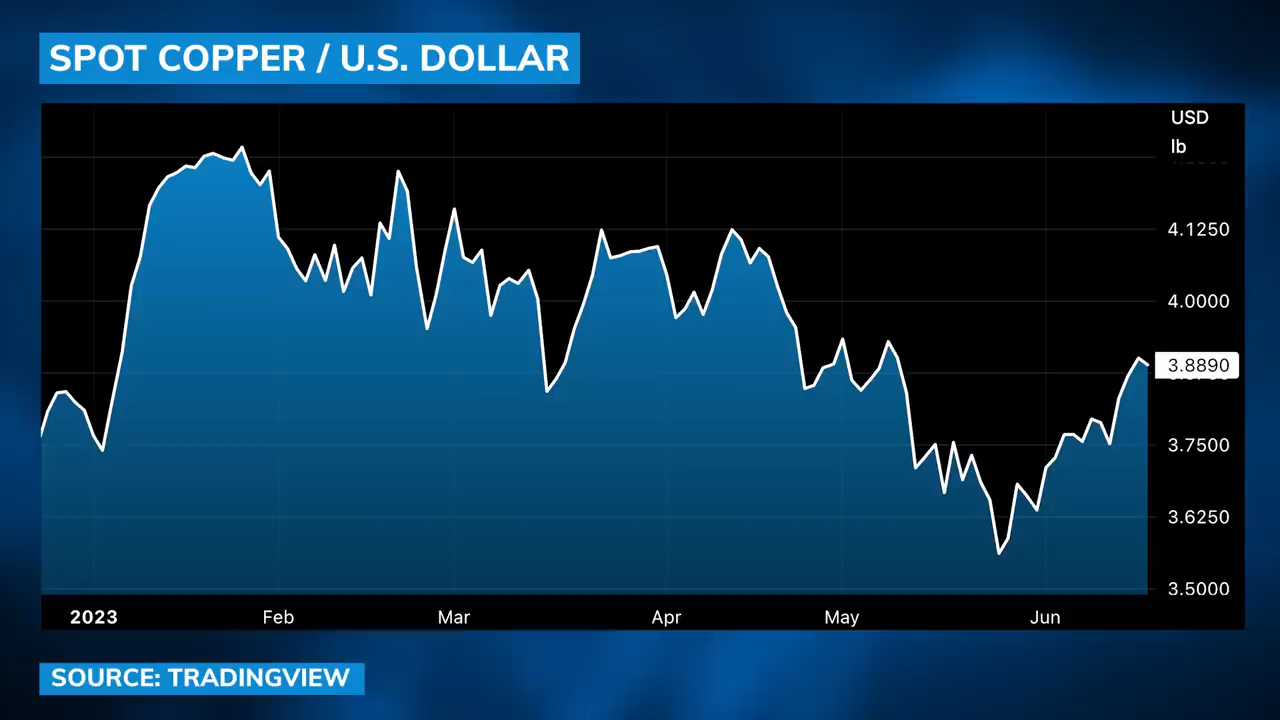 SPOT COPPER / U.S. DOLLAR
USD
lb
4.1250
4.0000
3.8890
3.7500
3.6250
3.5000
2023 Feb Mar Apr May Jun
SOURCE: TRADINGVIEW